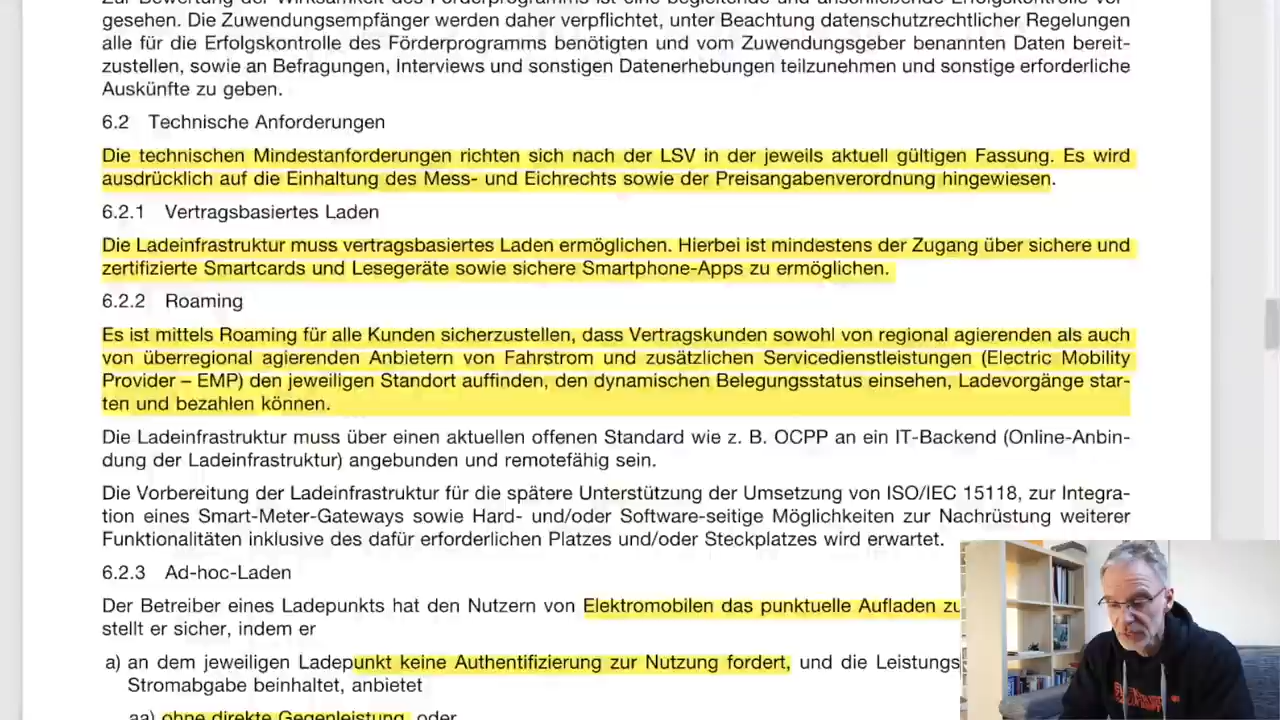 gesehen. Die Zuwendungsempfänger werden daher verpflichtet, unter Beachtung datenschutzrechtlicher Regelungen
alle für die Erfolgskontrolle des Förderprogramms benötigten und vom Zuwendungsgeber benannten Daten bereit-
zustellen, sowie an Befragungen, Interviews und sonstigen Datenerhebungen teilzunehmen und sonstige erforderliche
Auskünfte zu geben.
6.2 Technische Anforderungen
Die technischen Mindestanforderungen richten sich nach der LSV in der jeweils aktuell gültigen Fassung. Es wird
ausdrücklich auf die Einhaltung des Mess- und Eichrechts sowie der Preisangabenverordnung hingewiesen.
6.2.1 Vertragsbasiertes Laden
Die Ladeinfrastruktur muss vertragsbasiertes Laden ermöglichen. Hierbei ist mindestens der Zugang über sichere und
zertifizierte Smartcards und Lesegeräte sowie sichere Smartphone-Apps zu ermöglichen.
6.2.2 Roaming
Es ist mittels Roaming für alle Kunden sicherzustellen, dass Vertragskunden sowohl von regional agierenden als auch
von überregional agierenden Anbietern von Fahrstrom und zusätzlichen Servicedienstleistungen (Electric Mobility
Provider – EMP) den jeweiligen Standort auffinden, den dynamischen Belegungsstatus einsehen, Ladevorgänge star-
ten und bezahlen können.
Die Ladeinfrastruktur muss über einen aktuellen offenen Standard wie z. B. OCPP an ein IT-Backend (Online-Anbin-
dung der Ladeinfrastruktur) angebunden und remotefähig sein.
Die Vorbereitung der Ladeinfrastruktur für die spätere Unterstützung der Umsetzung von ISO/IEC 15118, zur Integra-
tion eines Smart-Meter-Gateways sowie Hard- und/oder Software-seitige Möglichkeiten zur Nachrüstung weiterer
Funktionalitäten inklusive des dafür erforderlichen Platzes und/oder Steckplatzes wird erwartet.
6.2.3 Ad-hoc-Laden
Der Betreiber eines Ladepunkts hat den Nutzern von Elektromobilen das punktuelle Aufladen zu
stellt er sicher, indem er
a) an dem jeweiligen Ladepunkt keine Authentifizierung zur Nutzung fordert, und die Leistungs
Stromabgabe beinhaltet, anbietet
aa) ohne direkte Gegenleistung, oder